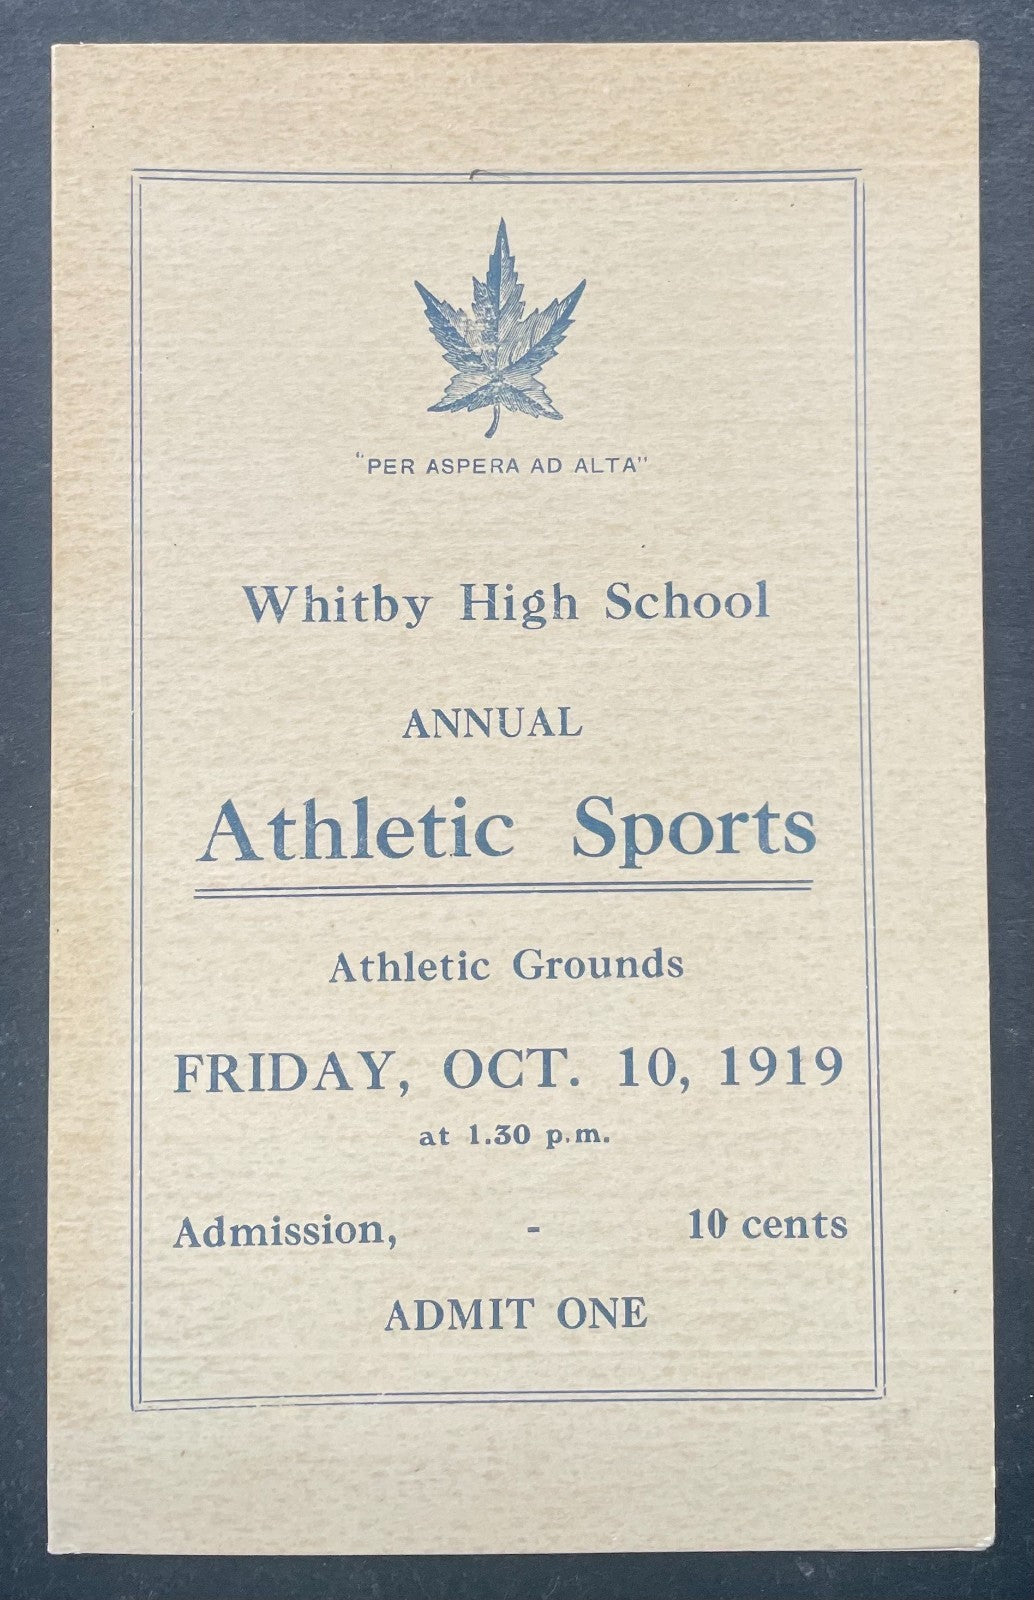 "PER ASPERA AD ALTA"
Whitby High School
ANNUAL
Athletic Sports
Athletic Grounds
FRIDAY, OCT. 10, 1919
at 1.30 p.m.
Admission, - 10 cents
ADMIT ONE